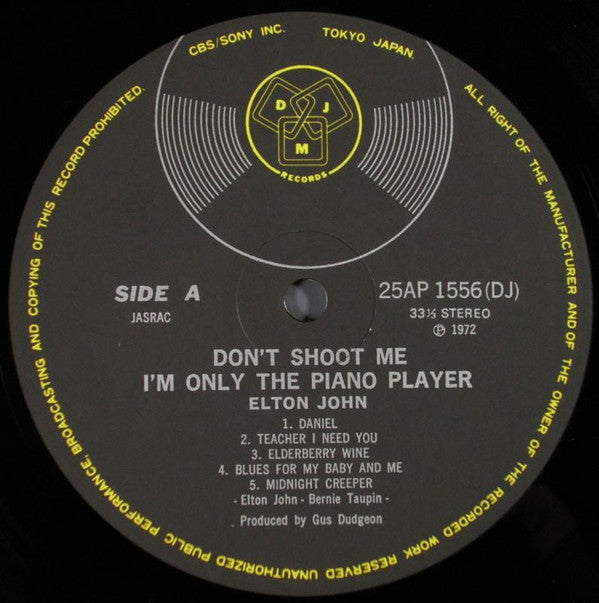 CBS/SONY INC. TOKYO JAPAN.
ALL RIGHT OF THE MANUFACTURER AND OF THE OWNER OF THE RECORDED WORK RESERVED UNAUTHORIZED PUBLIC PERFORMANCE, BROADCASTING AND COPYING OF THIS RECORD PROHIBITED.
D J
M
RECORDS
SIDE A
JASRAC
25AP 1556(DJ)
33⅓ STEREO
Ⓟ 1972
DON'T SHOOT ME
I'M ONLY THE PIANO PLAYER
ELTON JOHN
1. DANIEL
2. TEACHER I NEED YOU
3. ELDERBERRY WINE
4. BLUES FOR MY BABY AND ME
5. MIDNIGHT CREEPER
- Elton John - Bernie Taupin -
Produced by Gus Dudgeon